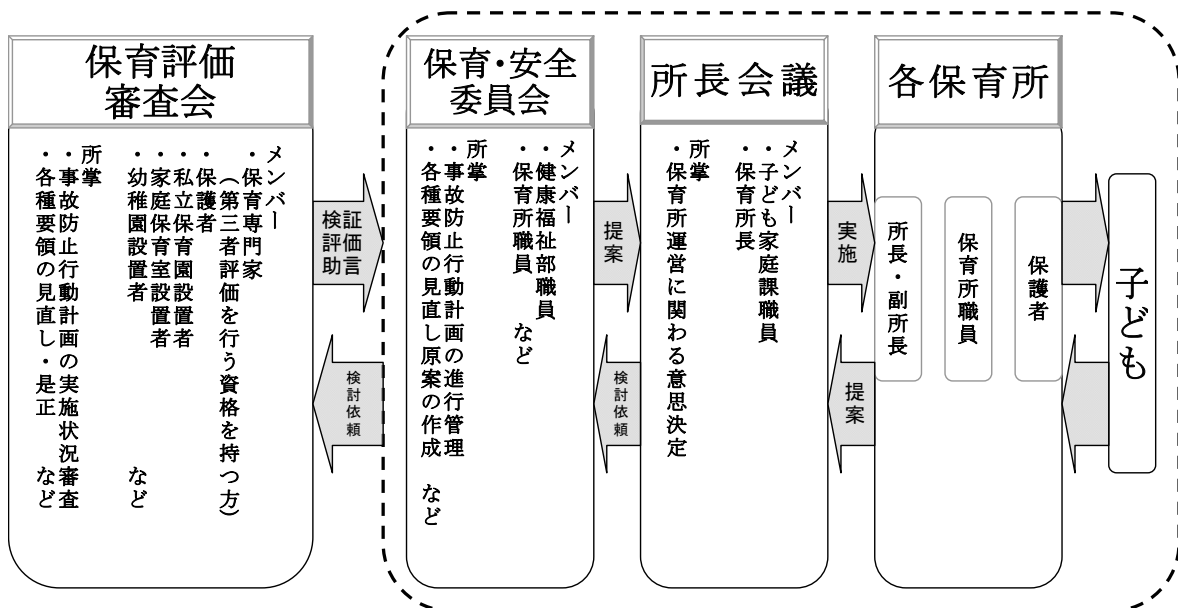 保育評価
審査会
メンバー
・保育専門家
（第三者評価を行う資格を持つ方）
・保護者
・私立保育園設置者
・家庭保育室設置者
・幼稚園設置者　など
所掌
・事故防止行動計画の実施状況審査
・各種要領の見直し・是正　など
検証
評価
助言
検討依頼
保育・安全
委員会
メンバー
・健康福祉部職員
・保育所職員　など
所掌
・事故防止行動計画の進行管理
・各種要領の見直し原案の作成　など
提案
検討依頼
所長会議
メンバー
・子ども家庭課職員
・保育所長
所掌
・保育所運営に関わる意思決定
実施
提案
各保育所
所長・副所長
保育所職員
保護者
子ども